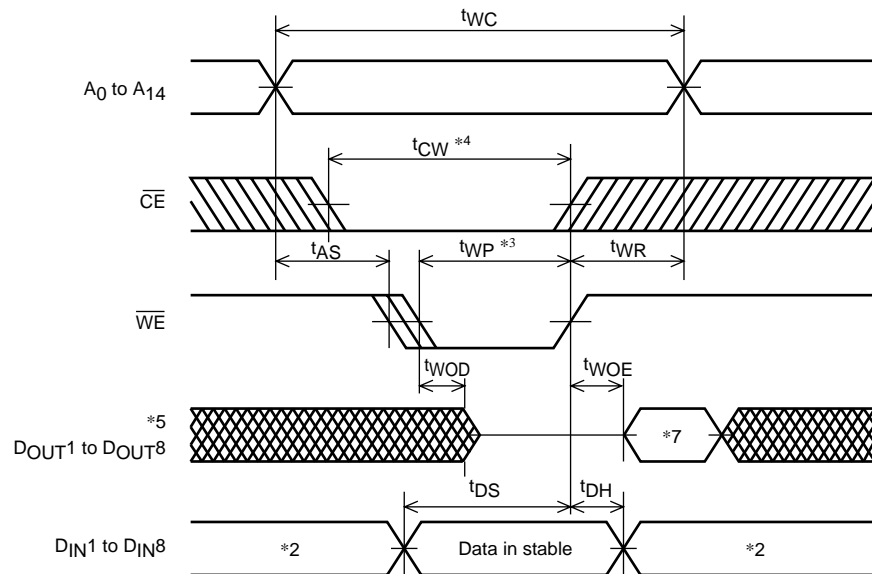 tWC
A0 to A14
tCW *4
CE
tAS
tWP *3
tWR
WE
tWOD
tWOE
*5
DOUT1 to DOUT8
*7
tDS
tDH
DIN1 to DIN8
*2
Data in stable
*2